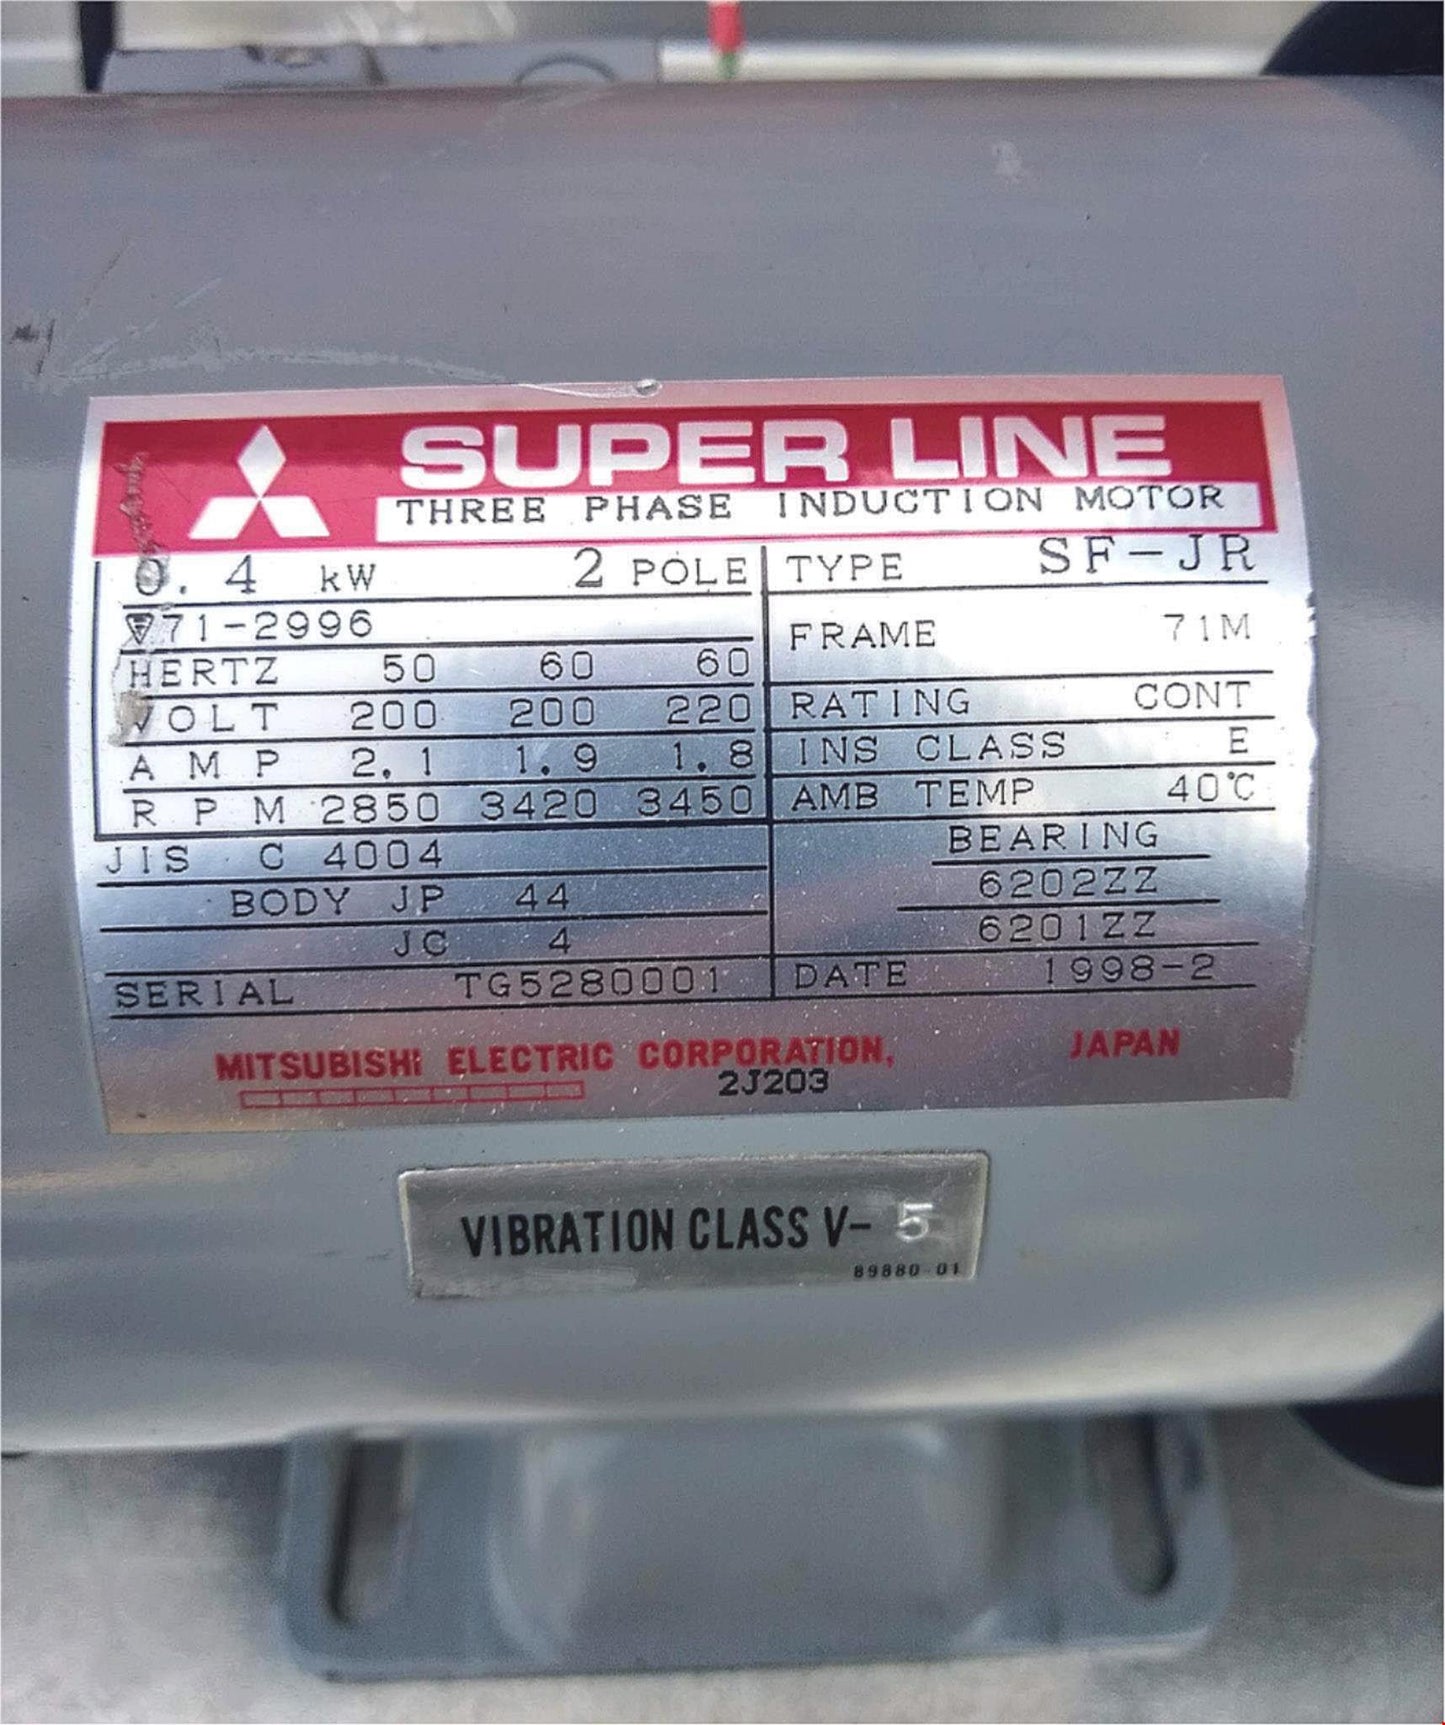 SUPER LINE
THREE PHASE INDUCTION MOTOR
0.4 kW 2 POLE
71-2996
HERTZ 50 60 60
VOLT 200 200 220
AMP 2.1 1.9 1.8
RPM 2850 3420 3450
JIS C 4004
BODY JP 44
JC 4
SERIAL TG5280001
TYPE SF-JR
FRAME 71M
RATING CONT
INS CLASS E
AMB TEMP 40°C
BEARING
6202ZZ
6201ZZ
DATE 1998-2
MITSUBISHI ELECTRIC CORPORATION, JAPAN
2J203
VIBRATION CLASS V-5
89880-01